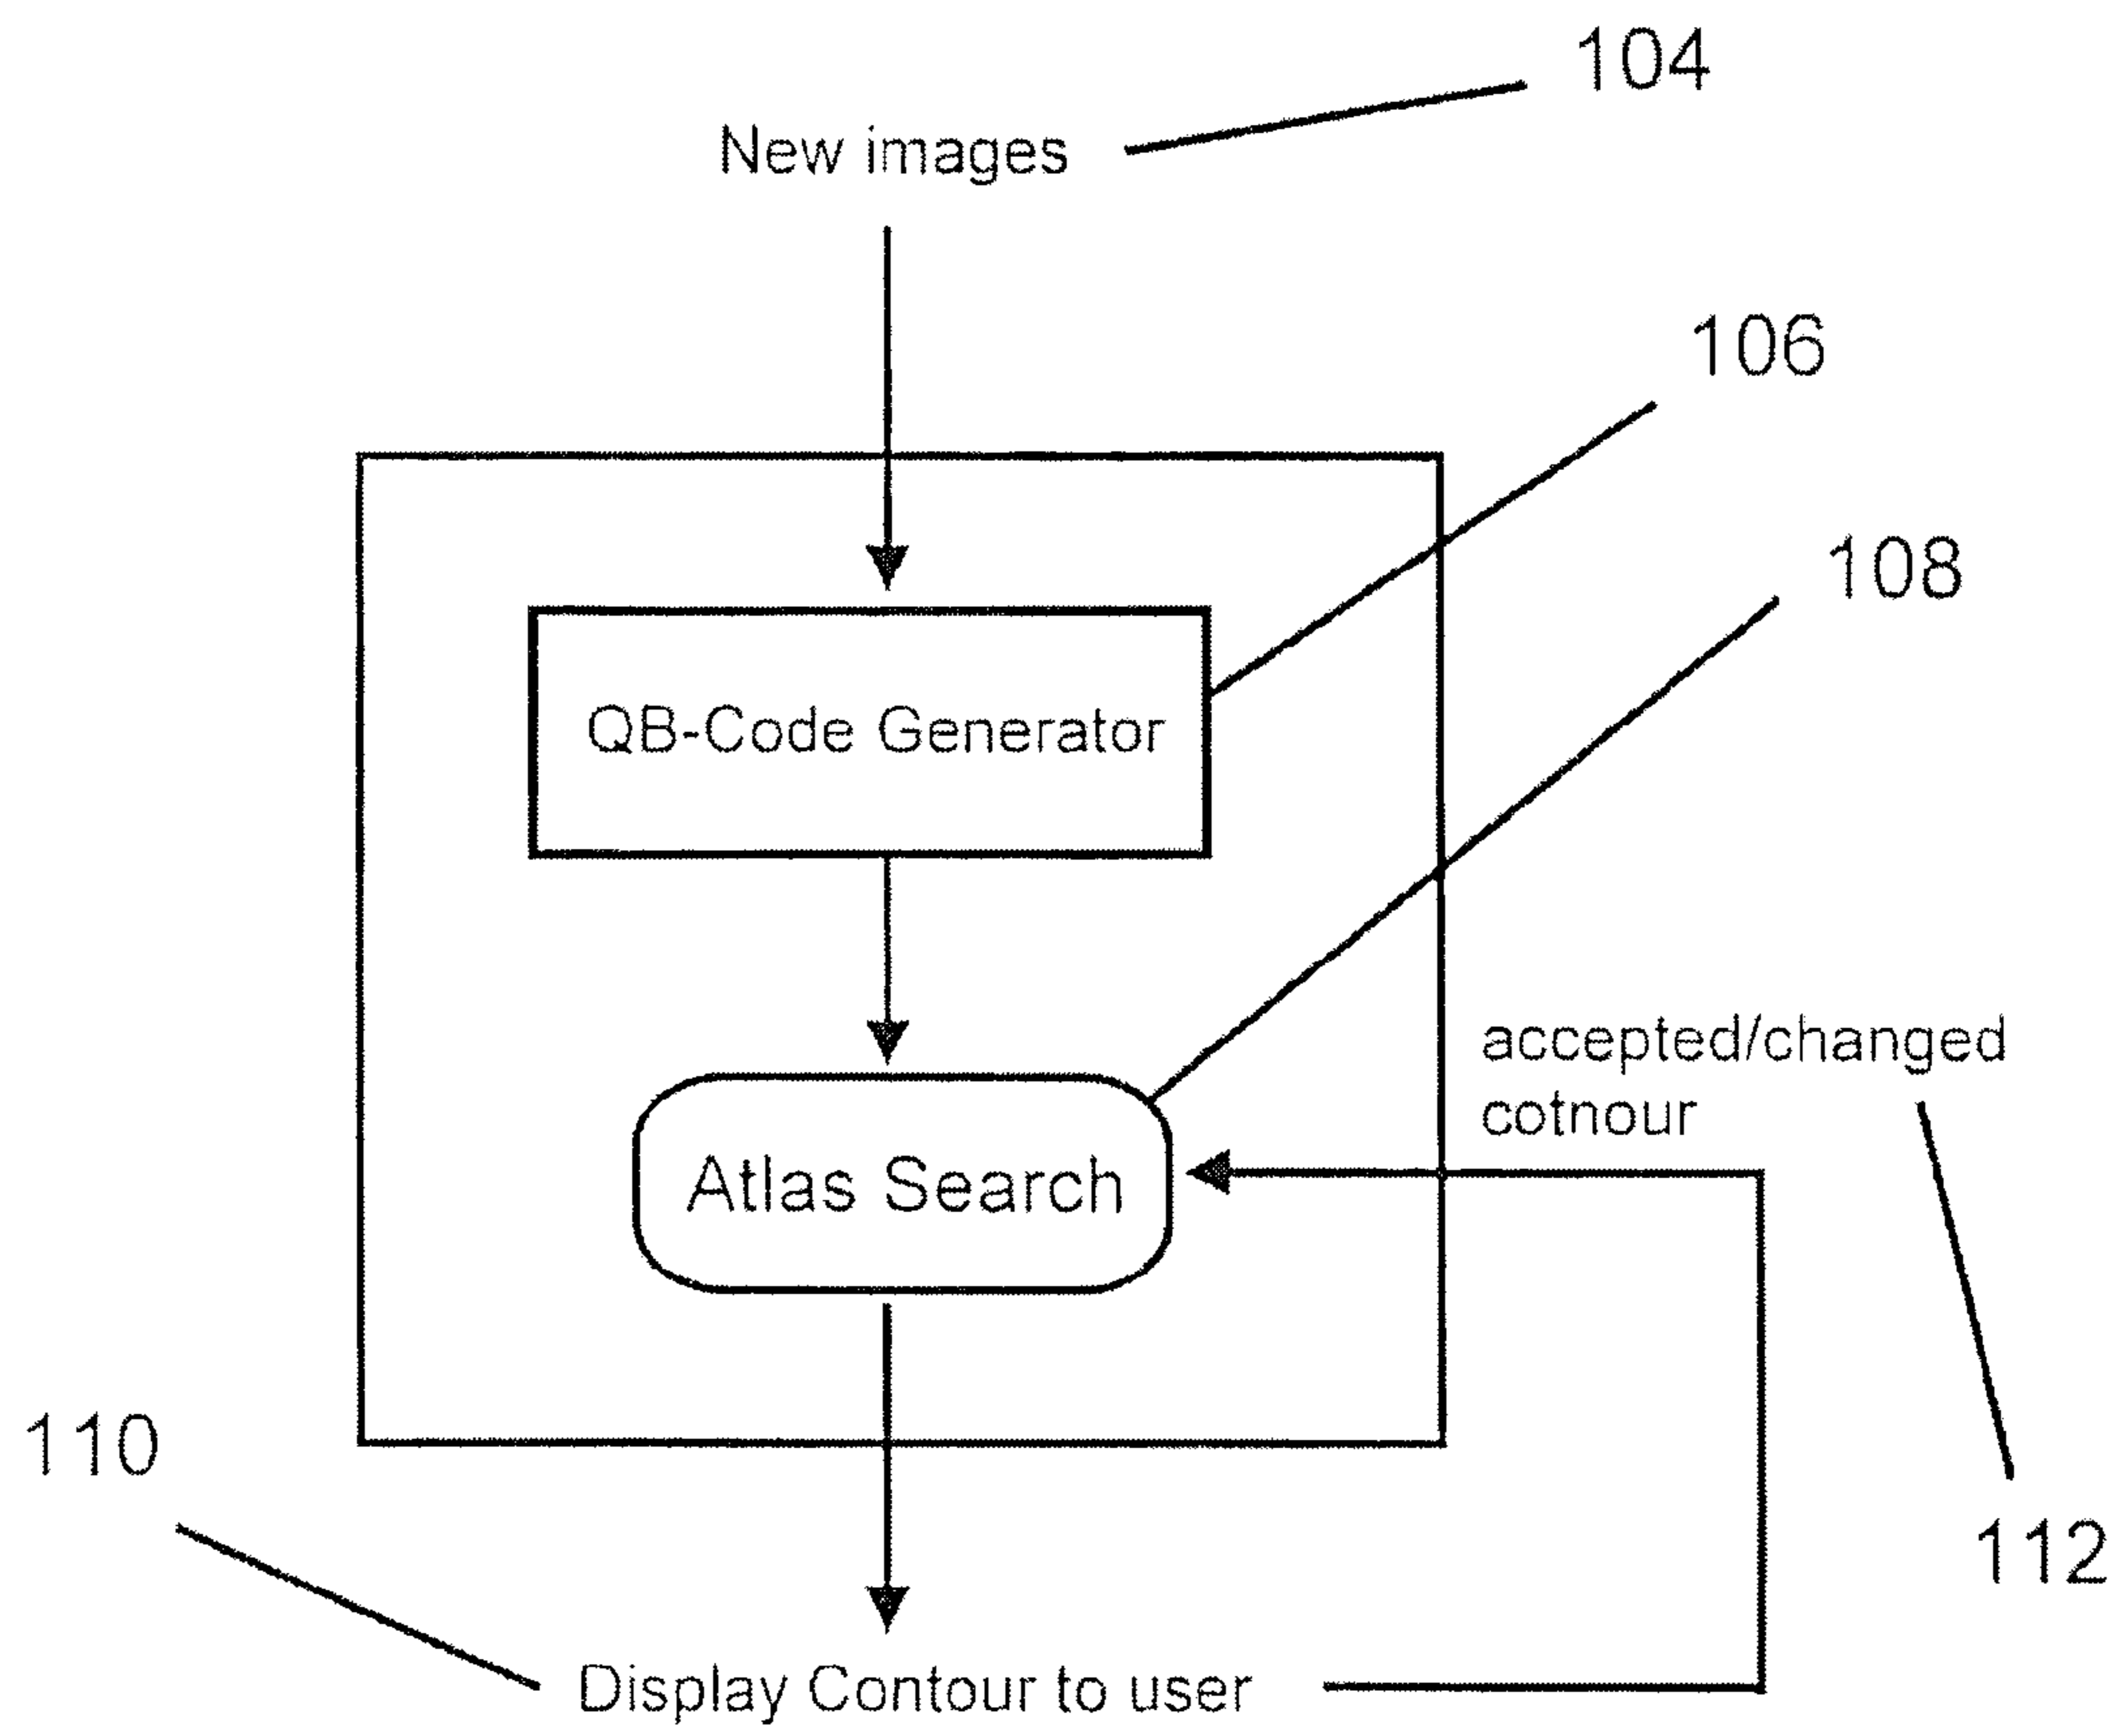 104
New images
106
108
QB-Code Generator
accepted/changed
cotnour
Atlas Search
110
112
Display Contour to user